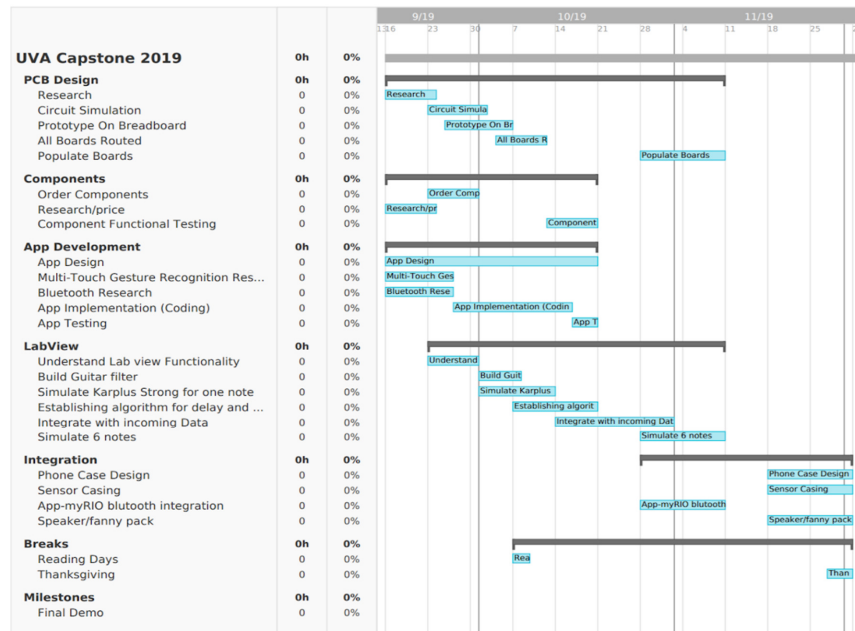 9/19 10/19 11/19
1316 23 30 7 14 21 28 4 11 18 25
UVA Capstone 2019 0h 0%
PCB Design 0h 0%
Research 0 0% Research
Circuit Simulation 0 0% Circuit Simula
Prototype On Breadboard 0 0% Prototype On Br
All Boards Routed 0 0% All Boards R
Populate Boards 0 0% Populate Boards
Components 0h 0%
Order Components 0 0% Order Comp
Research/price 0 0% Research/pr
Component Functional Testing 0 0% Component
App Development 0h 0%
App Design 0 0% App Design
Multi-Touch Gesture Recognition Res... 0 0% Multi-Touch Ges
Bluetooth Research 0 0% Bluetooth Rese
App Implementation (Coding) 0 0% App Implementation (Codin
App Testing 0 0% App T
LabView 0h 0%
Understand Lab view Functionality 0 0% Understand
Build Guitar filter 0 0% Build Guit
Simulate Karplus Strong for one note 0 0% Simulate Karplus
Establishing algorithm for delay and ... 0 0% Establishing algorit
Integrate with incoming Data 0 0% Integrate with incoming Dat
Simulate 6 notes 0 0% Simulate 6 notes
Integration 0h 0%
Phone Case Design 0 0% Phone Case Design
Sensor Casing 0 0% Sensor Casing
App-myRIO blutooth integration 0 0% App-myRIO blutooth
Speaker/fanny pack 0 0% Speaker/fanny pack
Breaks 0h 0%
Reading Days 0 0% Rea
Thanksgiving 0 0% Than
Milestones 0h 0%
Final Demo 0 0%